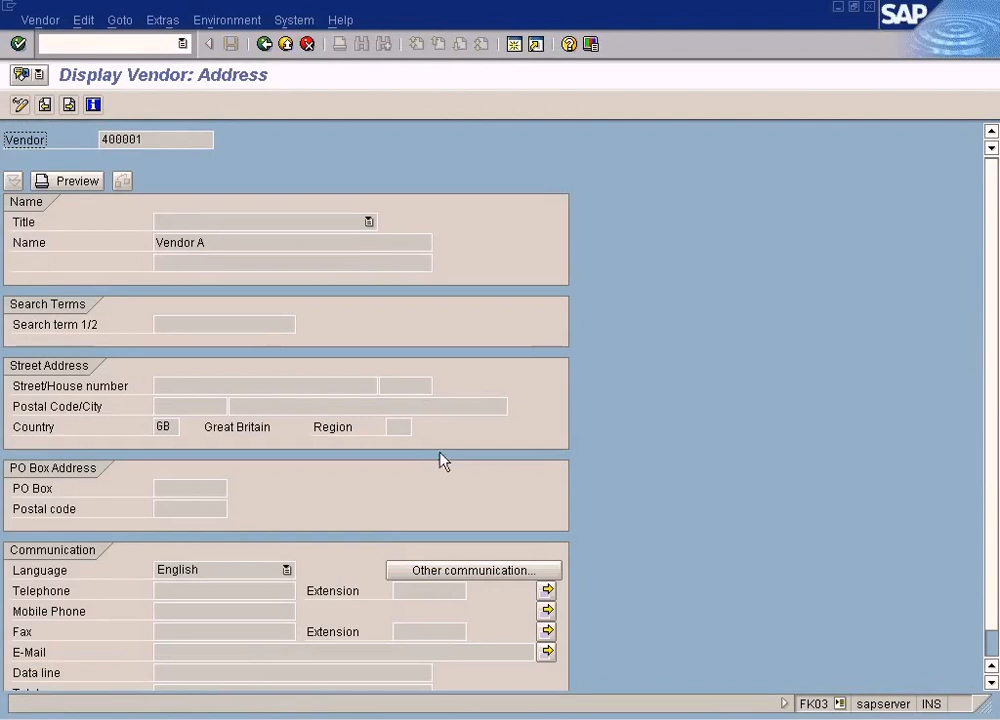 Vendor Edit Goto Extras Environment System Help
SAP
Display Vendor: Address
Vendor 400001
Preview
Name
Title
Name Vendor A
Search Terms
Search term 1/2
Street Address
Street/House number
Postal Code/City
Country GB Great Britain Region
PO Box Address
PO Box
Postal code
Communication
Language English Other communication...
Telephone Extension
Mobile Phone
Fax Extension
E-Mail
Data line
FK03 sapserver INS